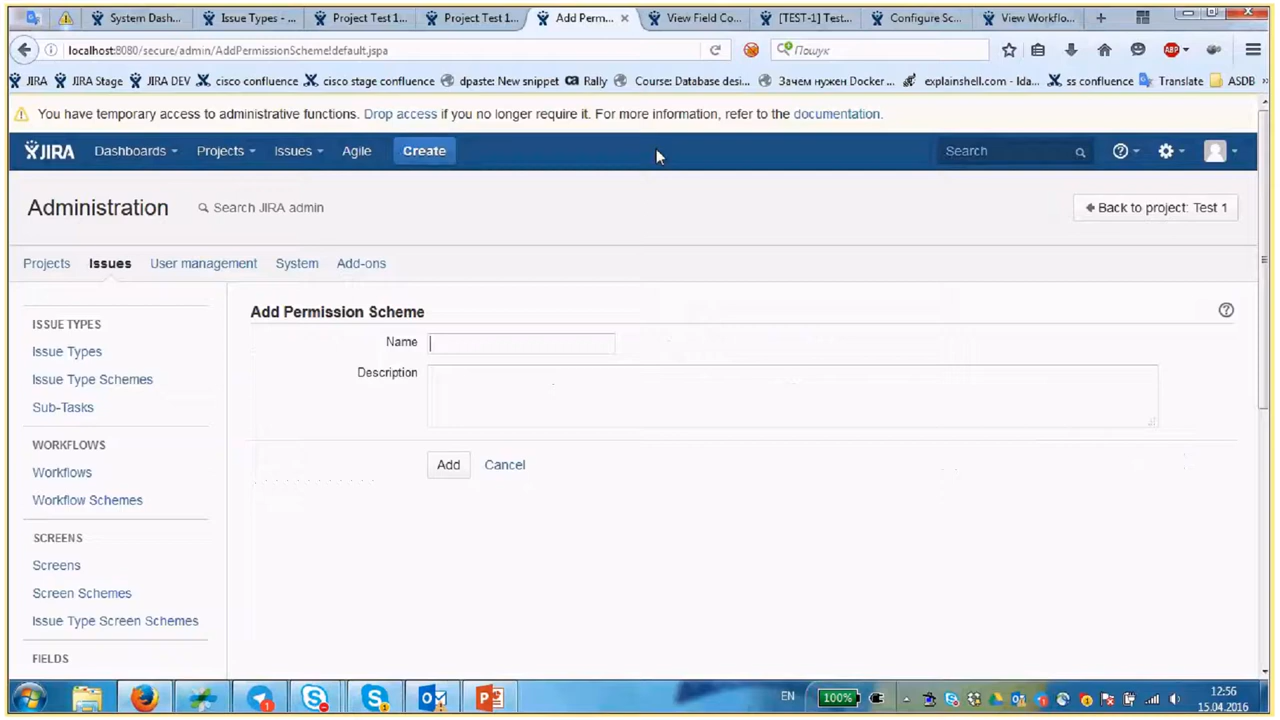 System Dash...
Issue Types - ...
Project Test 1...
Project Test 1...
Add Perm...
View Field Co...
[TEST-1] Test...
Configure Sc...
View Workflo...
localhost:8080/secure/admin/AddPermissionScheme!default.jspa
Пошук
ABP
JIRA
JIRA Stage
JIRA DEV
cisco confluence
cisco stage confluence
dpaste: New snippet
Rally
Course: Database desi...
Зачем нужен Docker ...
explainshell.com - Ida...
ss confluence
Translate
ASDB
You have temporary access to administrative functions. Drop access if you no longer require it. For more information, refer to the documentation.
JIRA
Dashboards
Projects
Issues
Agile
Create
Search
Administration
Search JIRA admin
Back to project: Test 1
Projects
Issues
User management
System
Add-ons
ISSUE TYPES
Issue Types
Issue Type Schemes
Sub-Tasks
WORKFLOWS
Workflows
Workflow Schemes
SCREENS
Screens
Screen Schemes
Issue Type Screen Schemes
FIELDS
Add Permission Scheme
Name
Description
Add
Cancel
EN
100%
12:56
15.04.2016